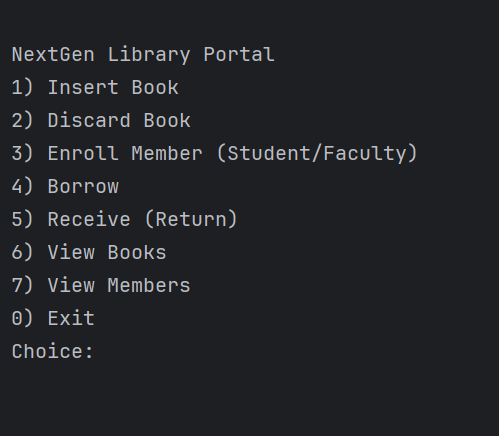 NextGen Library Portal
1) Insert Book
2) Discard Book
3) Enroll Member (Student/Faculty)
4) Borrow
5) Receive (Return)
6) View Books
7) View Members
0) Exit
Choice: